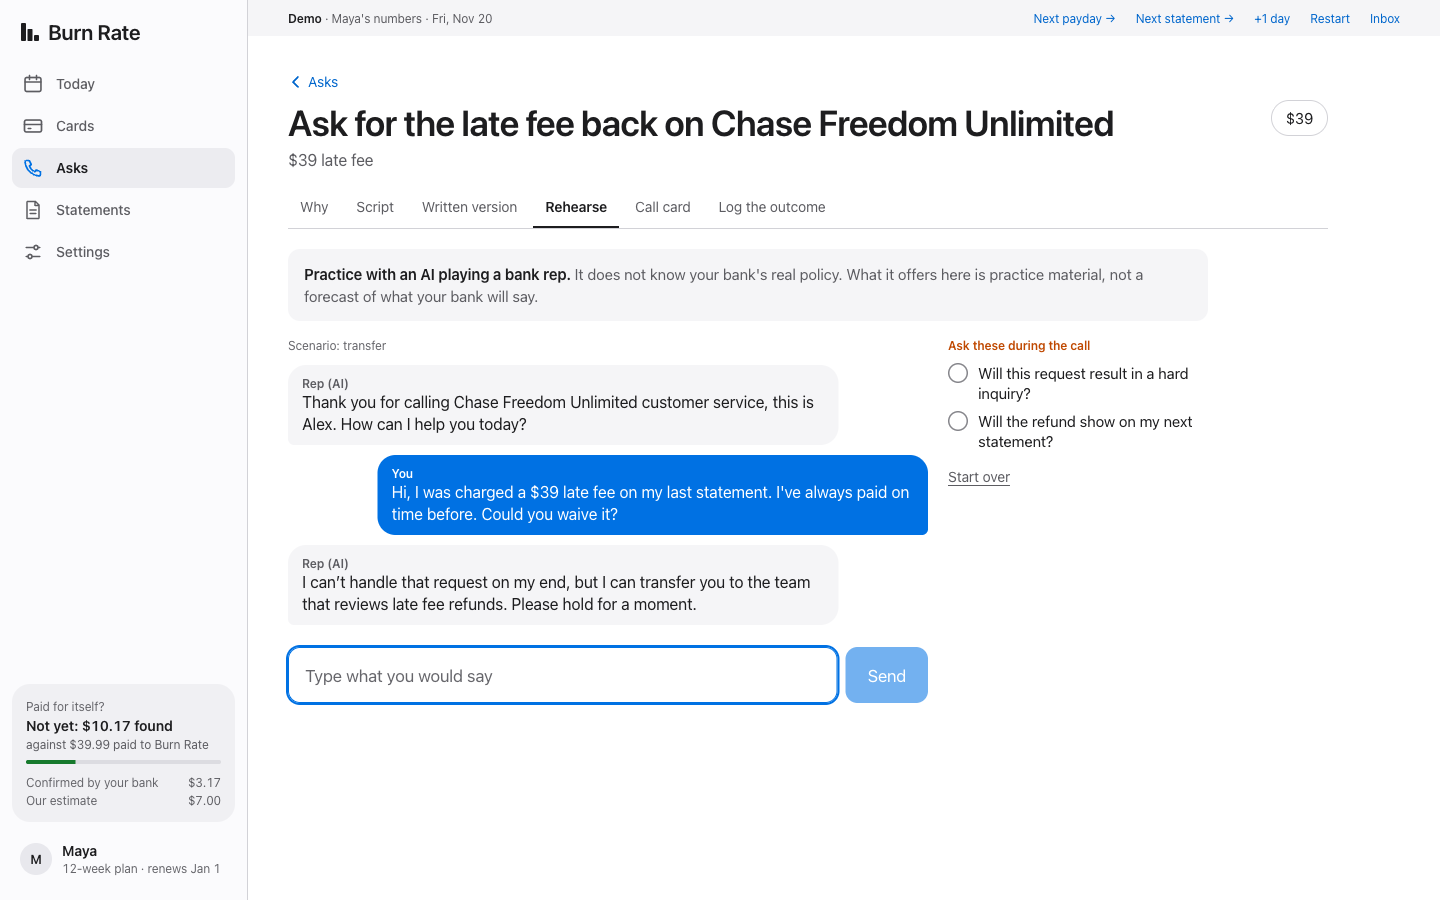 Burn Rate
Today
Cards
Asks
Statements
Settings
Paid for itself?
Not yet: $10.17 found
against $39.99 paid to Burn Rate
Confirmed by your bank $3.17
Our estimate $7.00
M
Maya
12-week plan · renews Jan 1
Demo · Maya's numbers · Fri, Nov 20
Next payday →
Next statement →
+1 day
Restart
Inbox
Asks
Ask for the late fee back on Chase Freedom Unlimited
$39
$39 late fee
Why
Script
Written version
Rehearse
Call card
Log the outcome
Practice with an AI playing a bank rep. It does not know your bank's real policy. What it offers here is practice material, not a
forecast of what your bank will say.
Scenario: transfer
Rep (AI)
Thank you for calling Chase Freedom Unlimited customer service, this is
Alex. How can I help you today?
You
Hi, I was charged a $39 late fee on my last statement. I've always paid on
time before. Could you waive it?
Rep (AI)
I can’t handle that request on my end, but I can transfer you to the team
that reviews late fee refunds. Please hold for a moment.
Type what you would say
Send
Ask these during the call
Will this request result in a hard
inquiry?
Will the refund show on my next
statement?
Start over